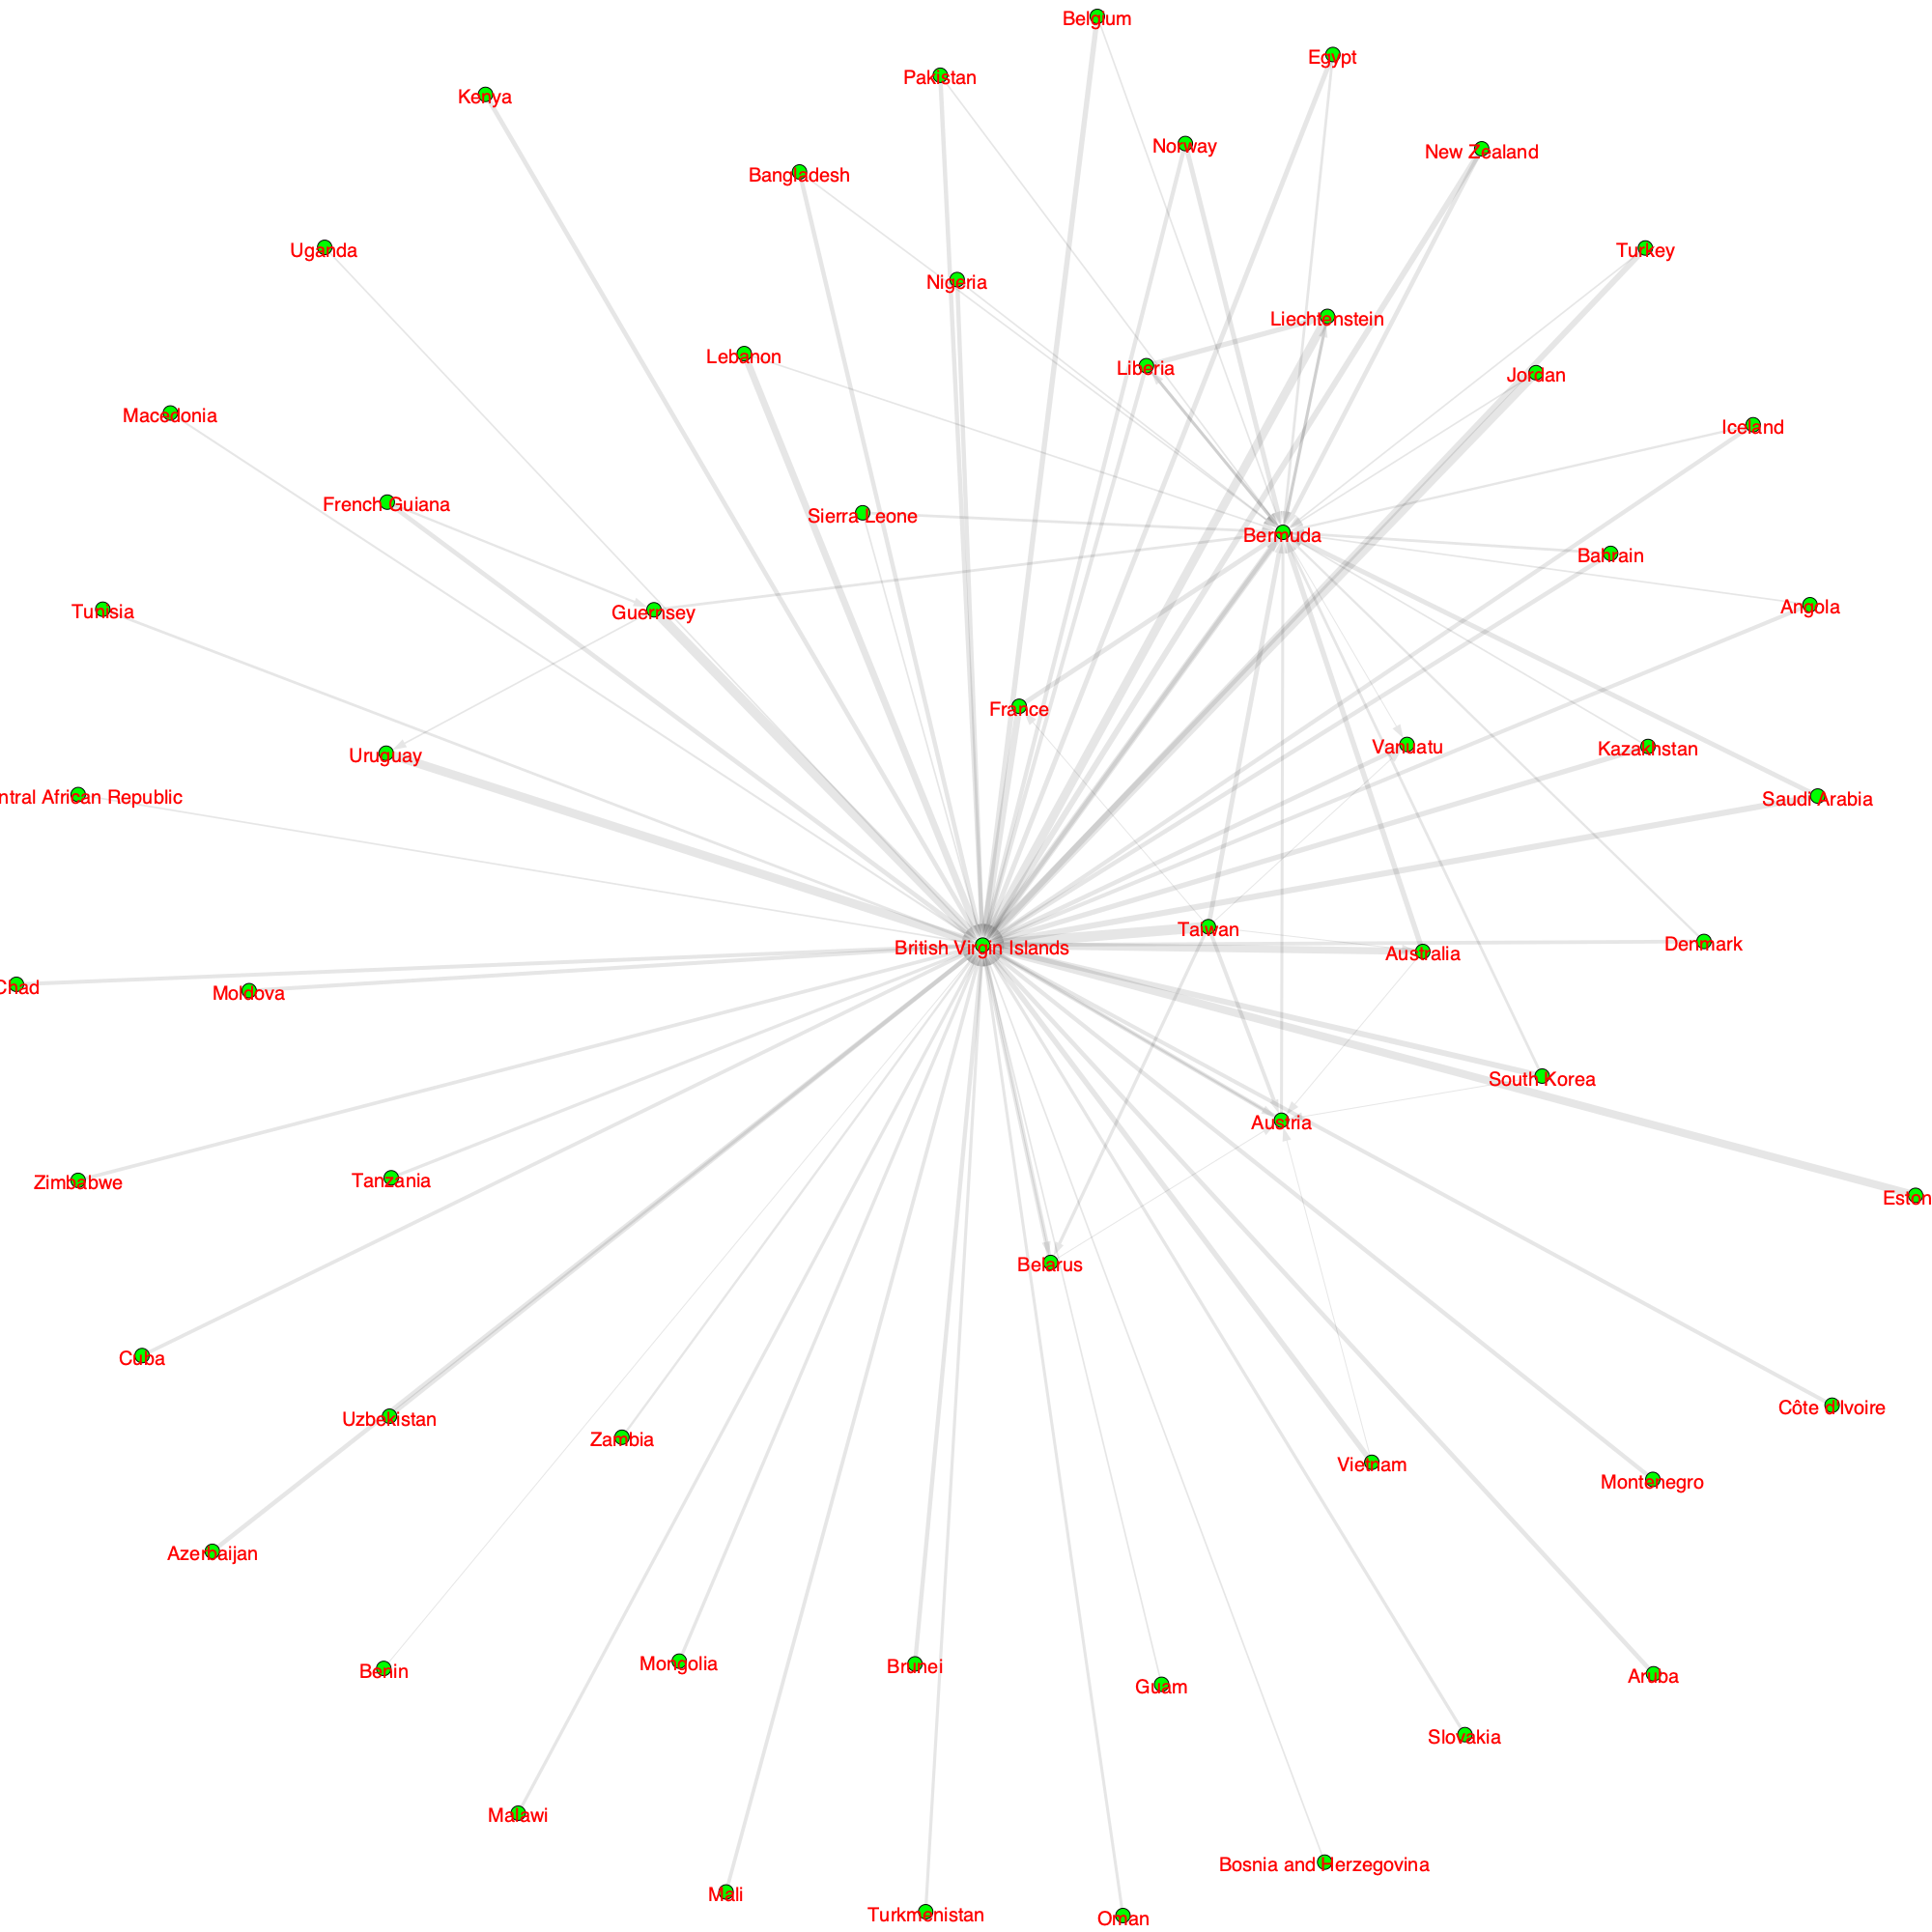 Belgium
Egypt
Pakistan
Kenya
Norway
New Zealand
Bangladesh
Uganda
Turkey
Nigeria
Liechtenstein
Lebanon
Liberia
Jordan
Macedonia
Iceland
French Guiana
Sierra Leone
Bermuda
Bahrain
Tunisia
Guernsey
Angola
France
Uruguay
Vanuatu
Kazakhstan
ntral African Republic
Saudi Arabia
Taiwan
British Virgin Islands
Australia
Denmark
Chad
Moldova
South Korea
Austria
Zimbabwe
Tanzania
Eston
Belarus
Cuba
Côte d'Ivoire
Uzbekistan
Zambia
Vietnam
Montenegro
Azerbaijan
Benin
Mongolia
Brunei
Guam
Aruba
Slovakia
Malawi
Bosnia and Herzegovina
Mali
Turkmenistan
Oman